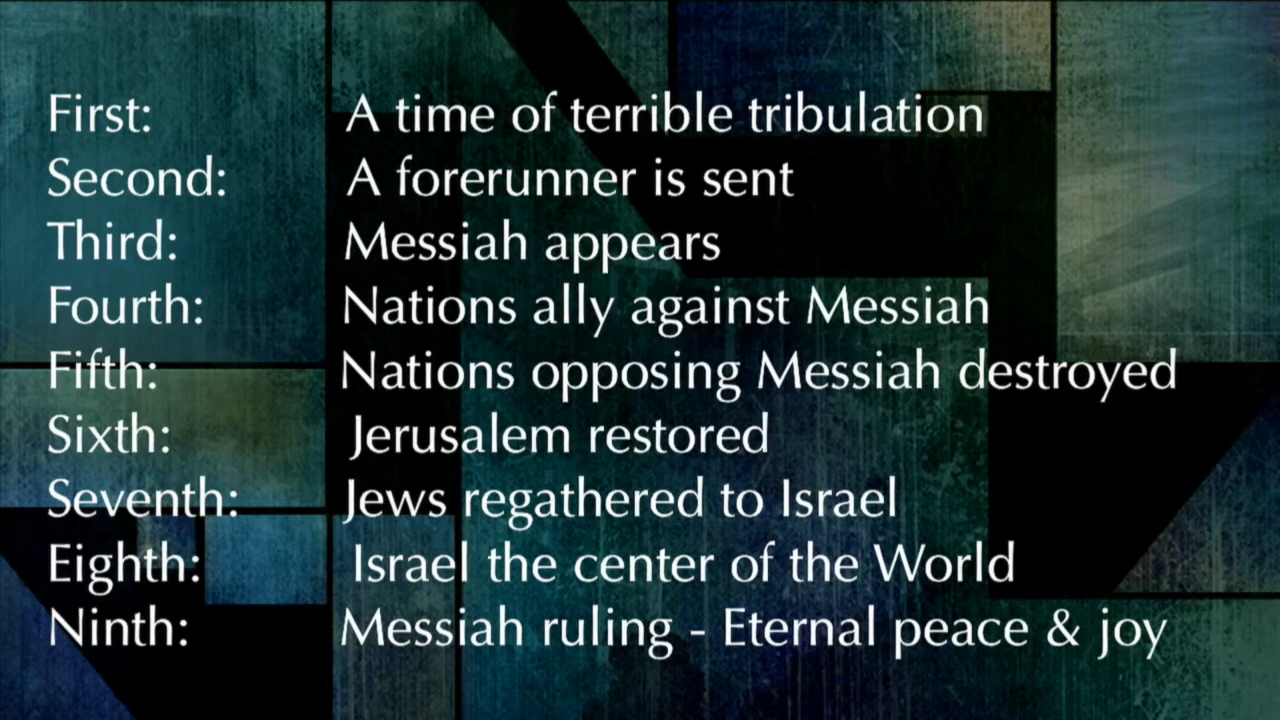 First: A time of terrible tribulation
Second: A forerunner is sent
Third: Messiah appears
Fourth: Nations ally against Messiah
Fifth: Nations opposing Messiah destroyed
Sixth: Jerusalem restored
Seventh: Jews regathered to Israel
Eighth: Israel the center of the World
Ninth: Messiah ruling - Eternal peace & joy